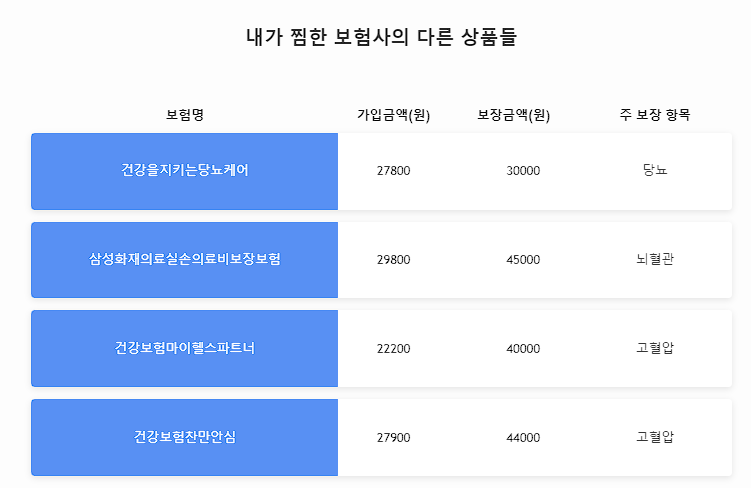 내가 찜한 보험사의 다른 상품들
보험명 가입금액(원) 보장금액(원) 주 보장 항목
건강을지키는당뇨케어 27800 30000 당뇨
삼성화재의료실손의료비보장보험 29800 45000 뇌혈관
건강보험마이헬스파트너 22200 40000 고혈압
건강보험찬만안심 27900 44000 고혈압